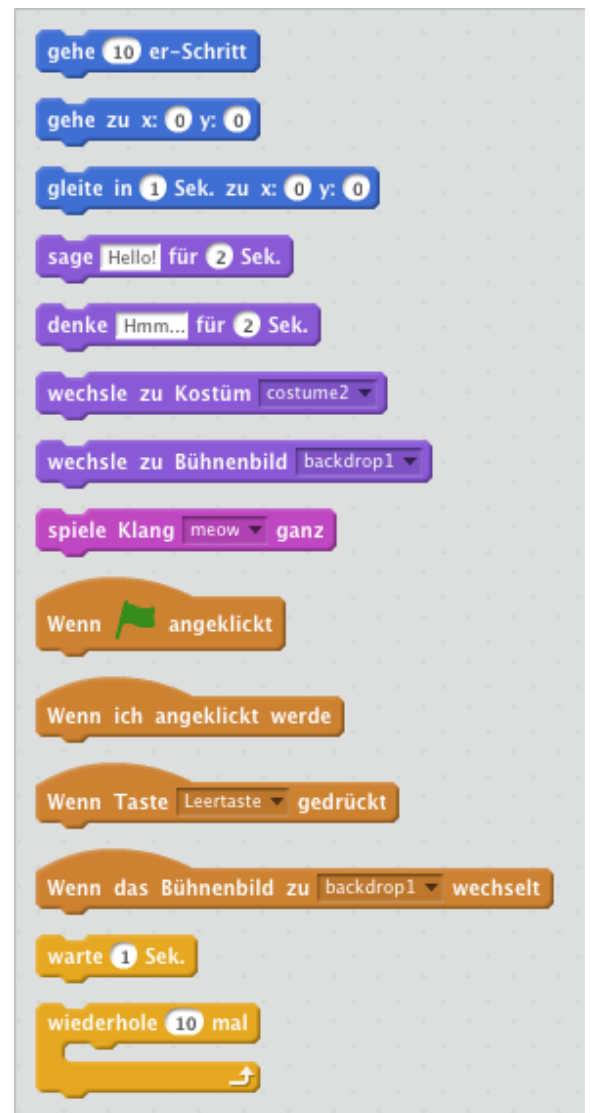 gehe 10 er-Schritt
gehe zu x: 0 y: 0
gleite in 1 Sek. zu x: 0 y: 0
sage Hello! für 2 Sek.
denke Hmm... für 2 Sek.
wechsle zu Kostüm costume2
wechsle zu Bühnenbild backdrop1
spiele Klang meow ganz
Wenn angeklickt
Wenn ich angeklickt werde
Wenn Taste Leertaste gedrückt
Wenn das Bühnenbild zu backdrop1 wechselt
warte 1 Sek.
wiederhole 10 mal